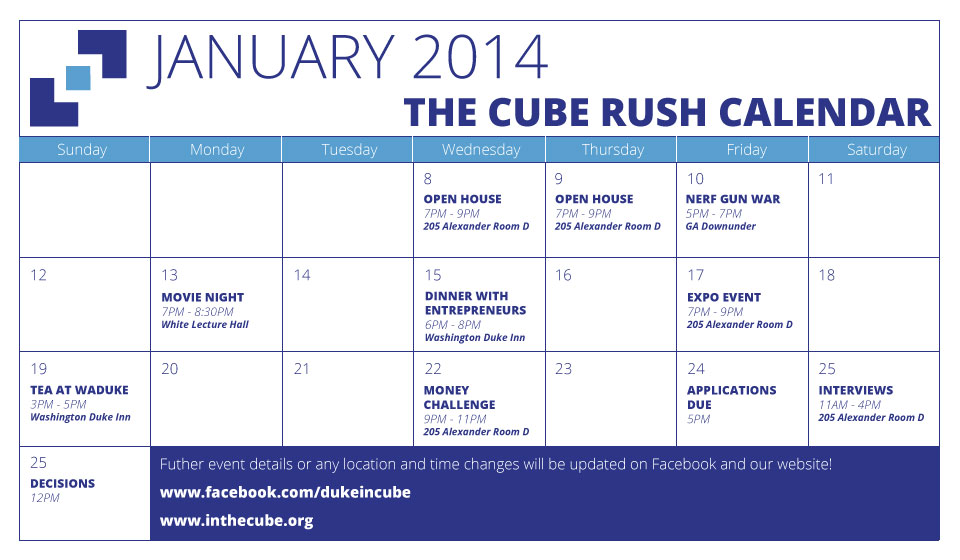 JANUARY 2014
THE CUBE RUSH CALENDAR
Sunday Monday Tuesday Wednesday Thursday Friday Saturday
8
OPEN HOUSE
7PM - 9PM
205 Alexander Room D
9
OPEN HOUSE
7PM - 9PM
205 Alexander Room D
10
NERF GUN WAR
5PM - 7PM
GA Downunder
11
12
13
MOVIE NIGHT
7PM - 8:30PM
White Lecture Hall
14
15
DINNER WITH
ENTREPRENEURS
6PM - 8PM
Washington Duke Inn
16
17
EXPO EVENT
7PM - 9PM
205 Alexander Room D
18
19
TEA AT WADUKE
3PM - 5PM
Washington Duke Inn
20
21
22
MONEY
CHALLENGE
9PM - 11PM
205 Alexander Room D
23
24
APPLICATIONS
DUE
5PM
25
INTERVIEWS
11AM - 4PM
205 Alexander Room D
25
DECISIONS
12PM
Futher event details or any location and time changes will be updated on Facebook and our website!
www.facebook.com/dukeincube
www.inthecube.org